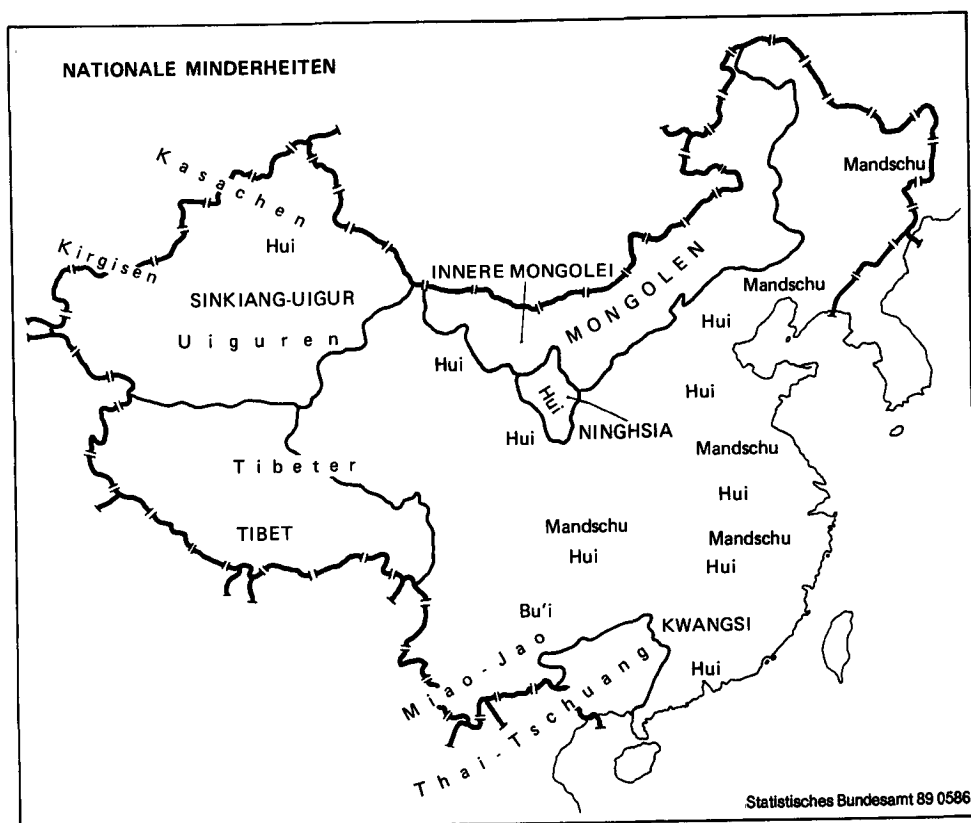 NATIONALE MINDERHEITEN
Mandschu
Kasachen
Hui
Kirgisen
INNERE MONGOLEI
MONGOLEN
Mandschu
SINKIANG-UIGUR
Hui
Uiguren
Hui
Hui
Hui
NINGHSIA
Hui
Mandschu
Tibeter
Hui
TIBET
Mandschu
Mandschu
Hui
Hui
Bu'i
KWANGSI
Miao-Jao
Hui
Thai-Tschuang
Statistisches Bundesamt 89 0586